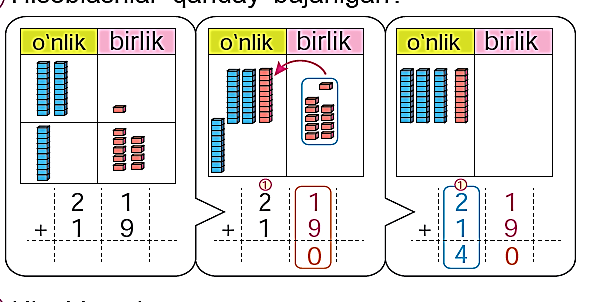 Hisoblashlar qanday bajarilgan?
o‘nlik birlik
2 1
+ 1 9
o‘nlik birlik
1
2 1
+ 1 9
0
o‘nlik birlik
1
2 1
+ 1 9
4 0